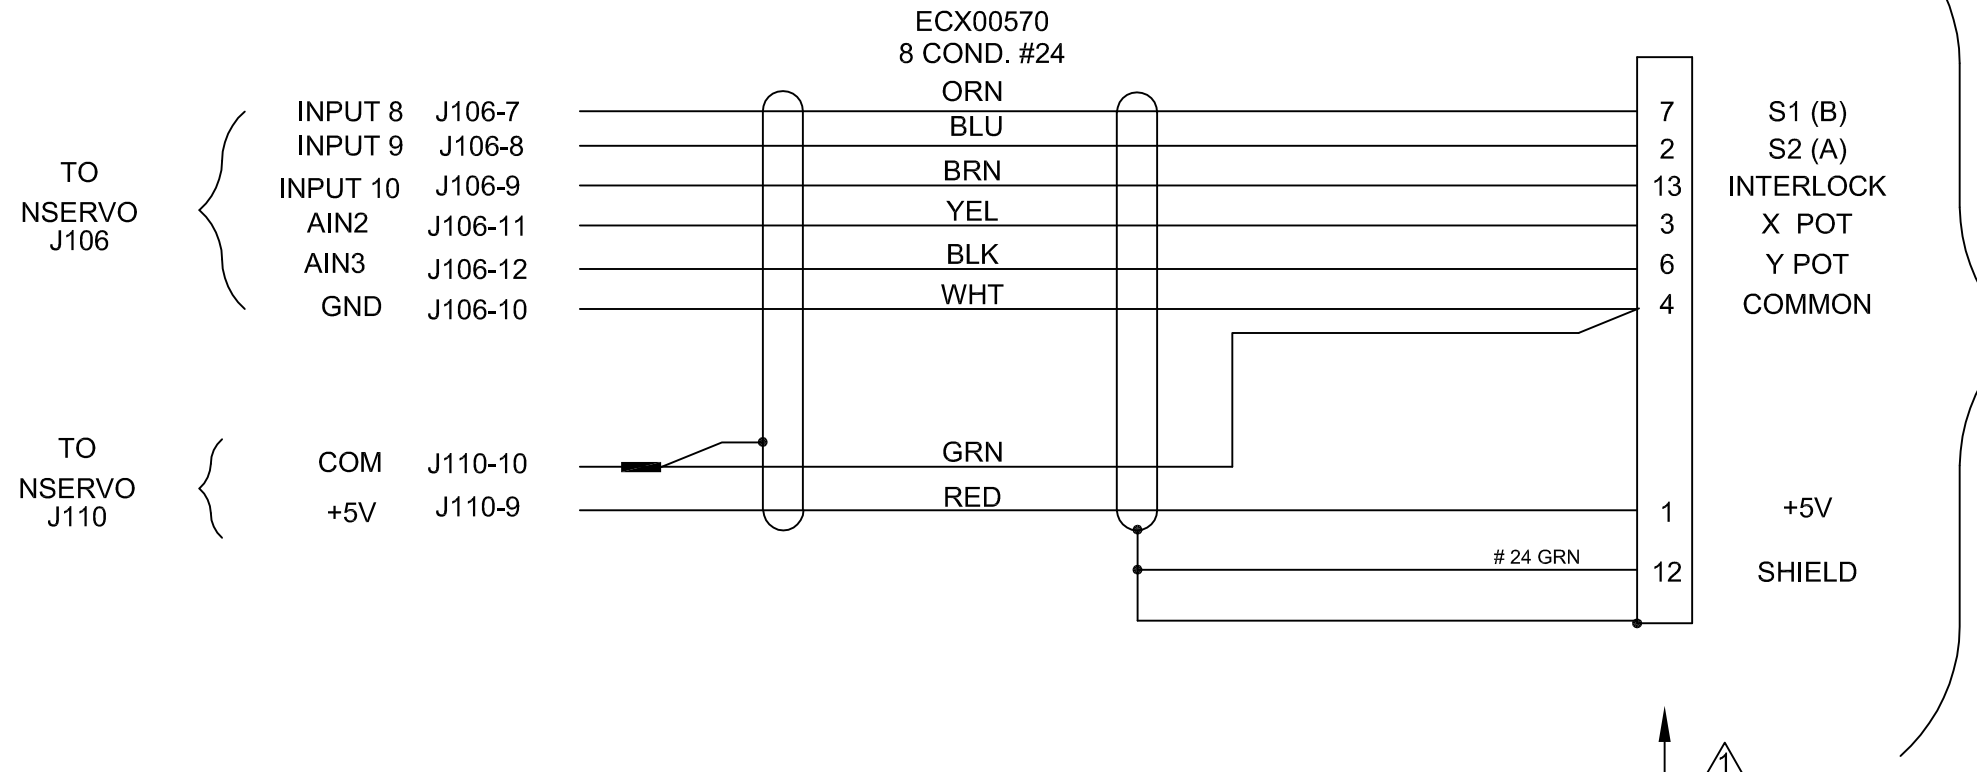 ECX00570
8 COND. #24
TO
NSERVO
J106
INPUT 8 J106-7 ORN 7 S1 (B)
INPUT 9 J106-8 BLU 2 S2 (A)
INPUT 10 J106-9 BRN 13 INTERLOCK
AIN2 J106-11 YEL 3 X POT
AIN3 J106-12 BLK 6 Y POT
GND J106-10 WHT 4 COMMON
TO
NSERVO
J110
COM J110-10 GRN
+5V J110-9 RED 1 +5V
# 24 GRN 12 SHIELD
1